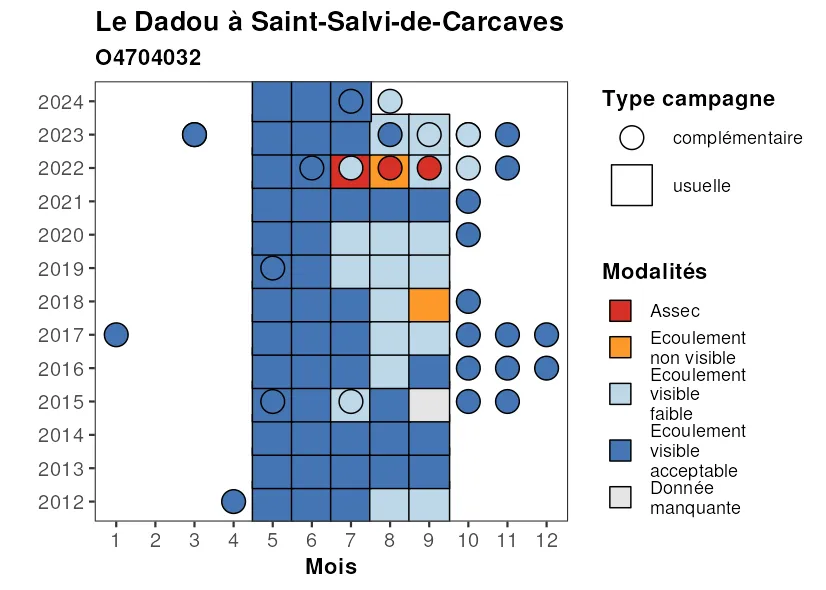 Le Dadou à Saint-Salvi-de-Carcaves
O4704032
2024
2023
2022
2021
2020
2019
2018
2017
2016
2015
2014
2013
2012
1 2 3 4 5 6 7 8 9 10 11 12
Mois
Type campagne
complémentaire
usuelle
Modalités
Assec
Ecoulement
non visible
Ecoulement
visible
faible
Ecoulement
visible
acceptable
Donnée
manquante